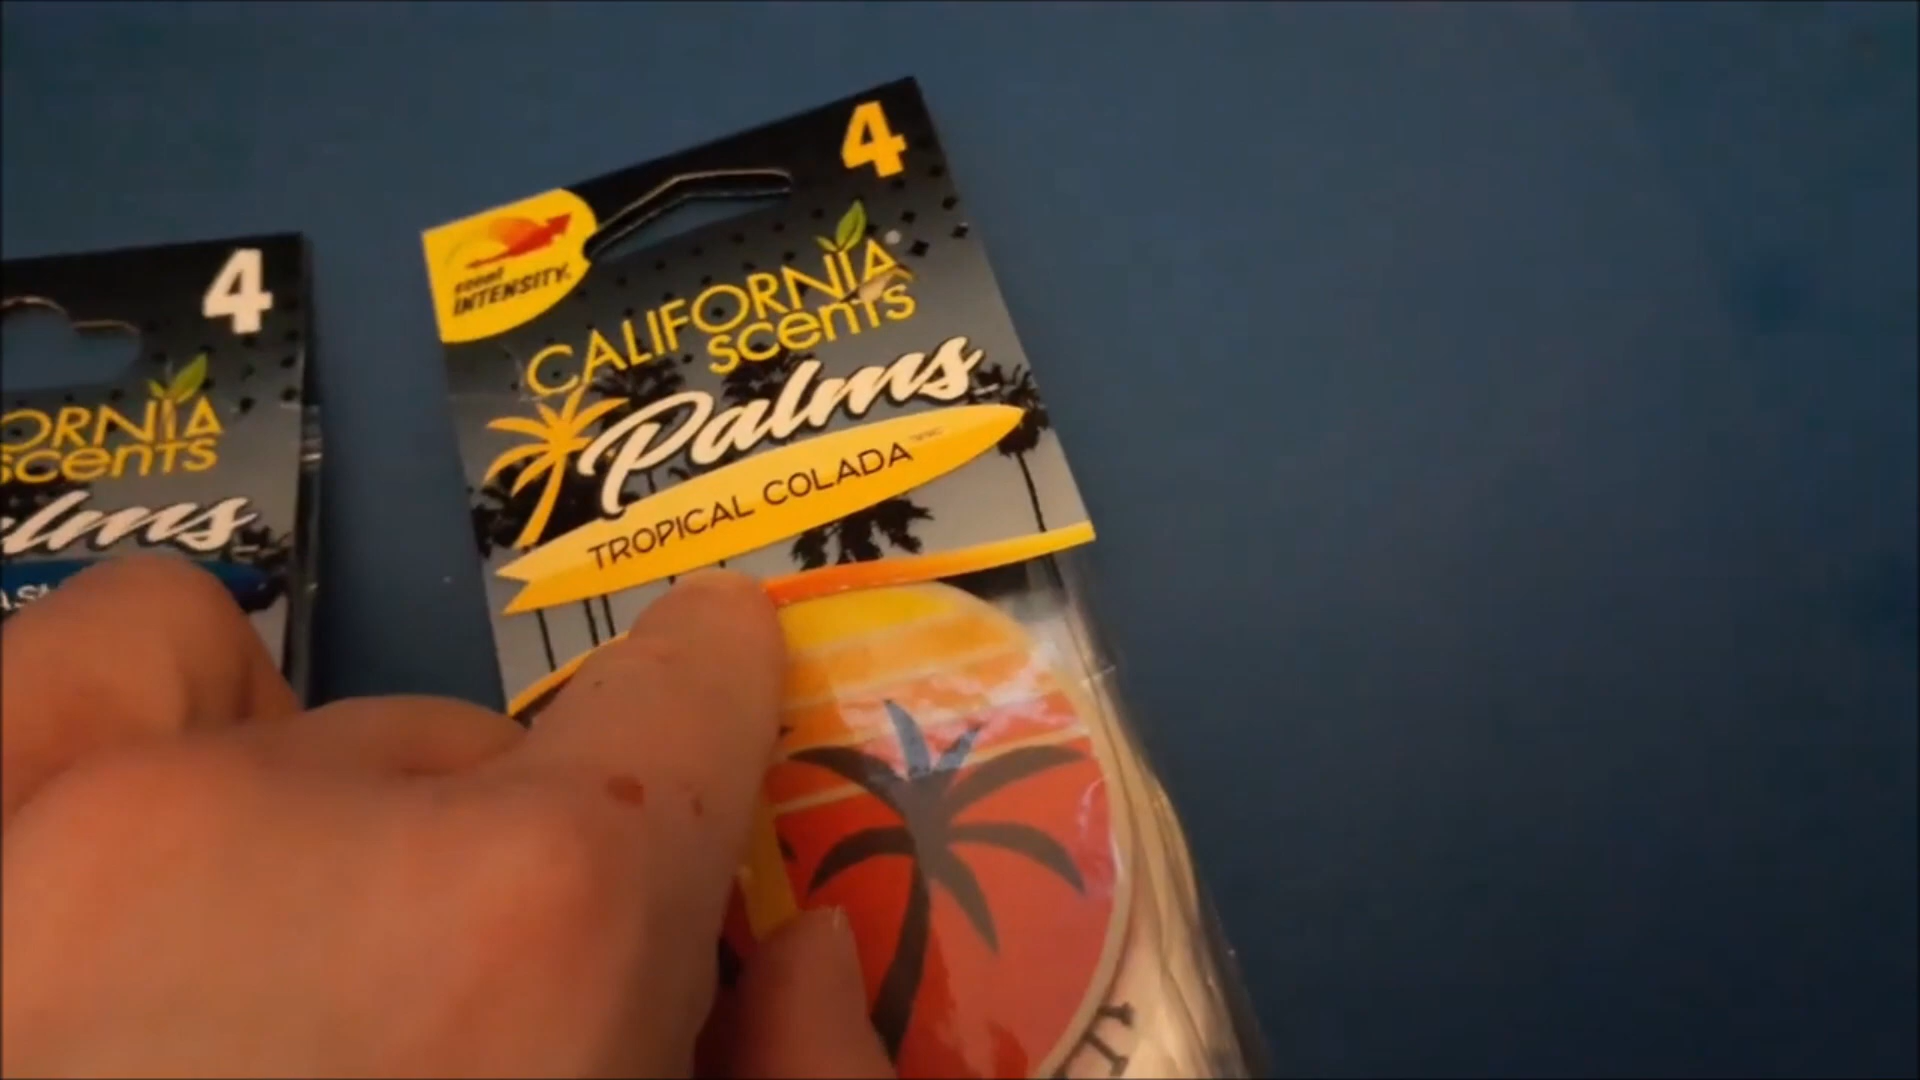 4
ORNIA
scents
lms
4
scent
INTENSITY
CALIFORNIA
scents
Palms
TROPICAL COLADA